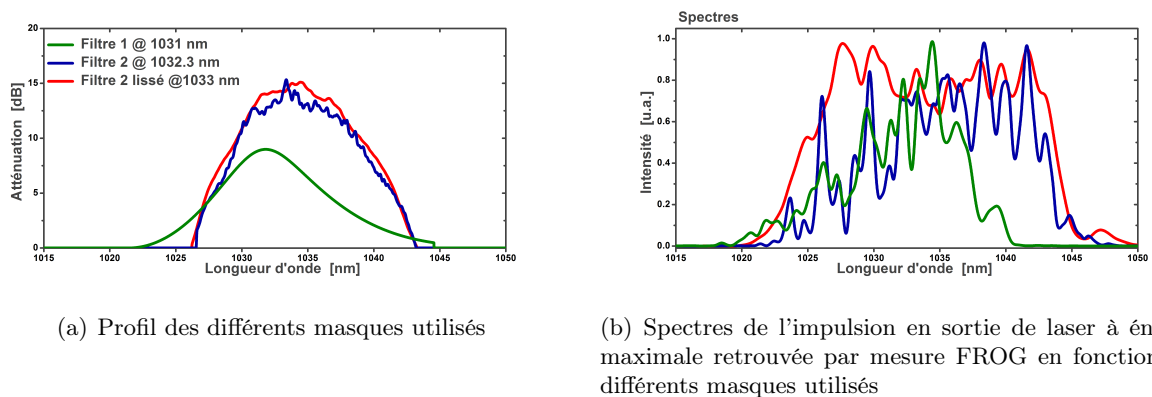 Spectres
20
15
10
5
0
Atténuation [dB]
Filtre 1 @ 1031 nm
Filtre 2 @ 1032.3 nm
Filtre 2 lissé @1033 nm
1015 1020 1025 1030 1035 1040 1045 1050
Longueur d'onde [nm]
1.0
0.8
0.6
0.4
0.2
0.0
Intensité [u.a.]
1015 1020 1025 1030 1035 1040 1045 1050
Longueur d'onde [nm]
(a) Profil des différents masques utilisés
(b) Spectres de l'impulsion en sortie de laser à én
maximale retrouvée par mesure FROG en fonction
différents masques utilisés